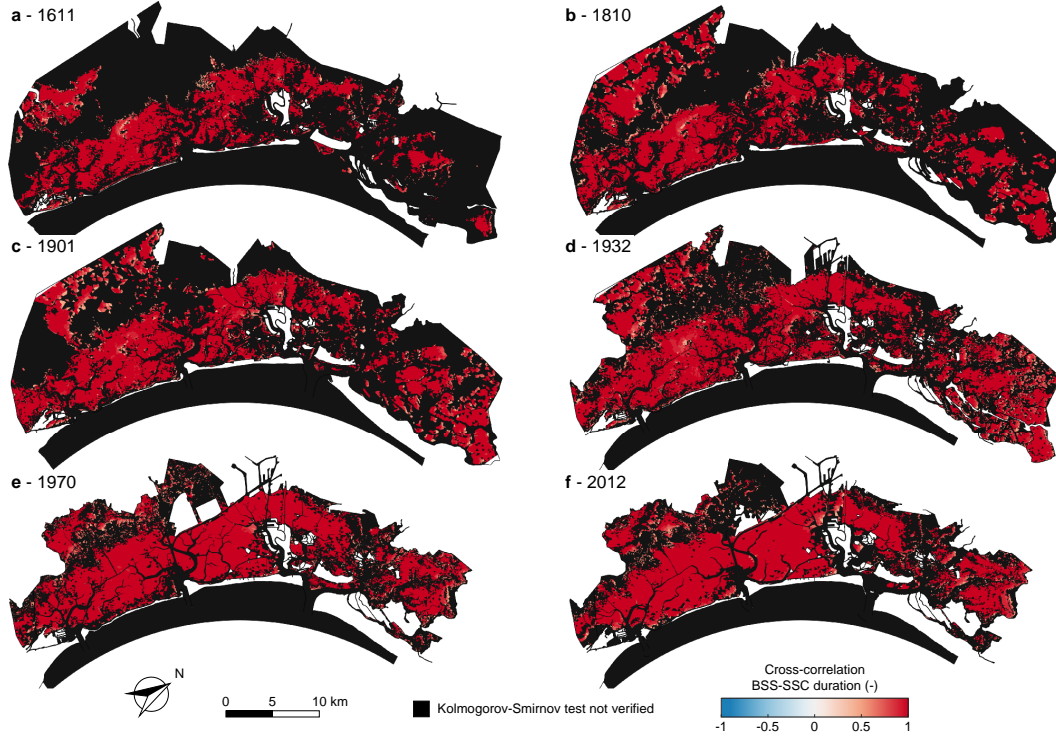 a - 1611
b - 1810
c - 1901
d - 1932
e - 1970
f - 2012
N
0 5 10 km
Kolmogorov-Smirnov test not verified
Cross-correlation
BSS-SSC duration (-)
-1 -0.5 0 0.5 1